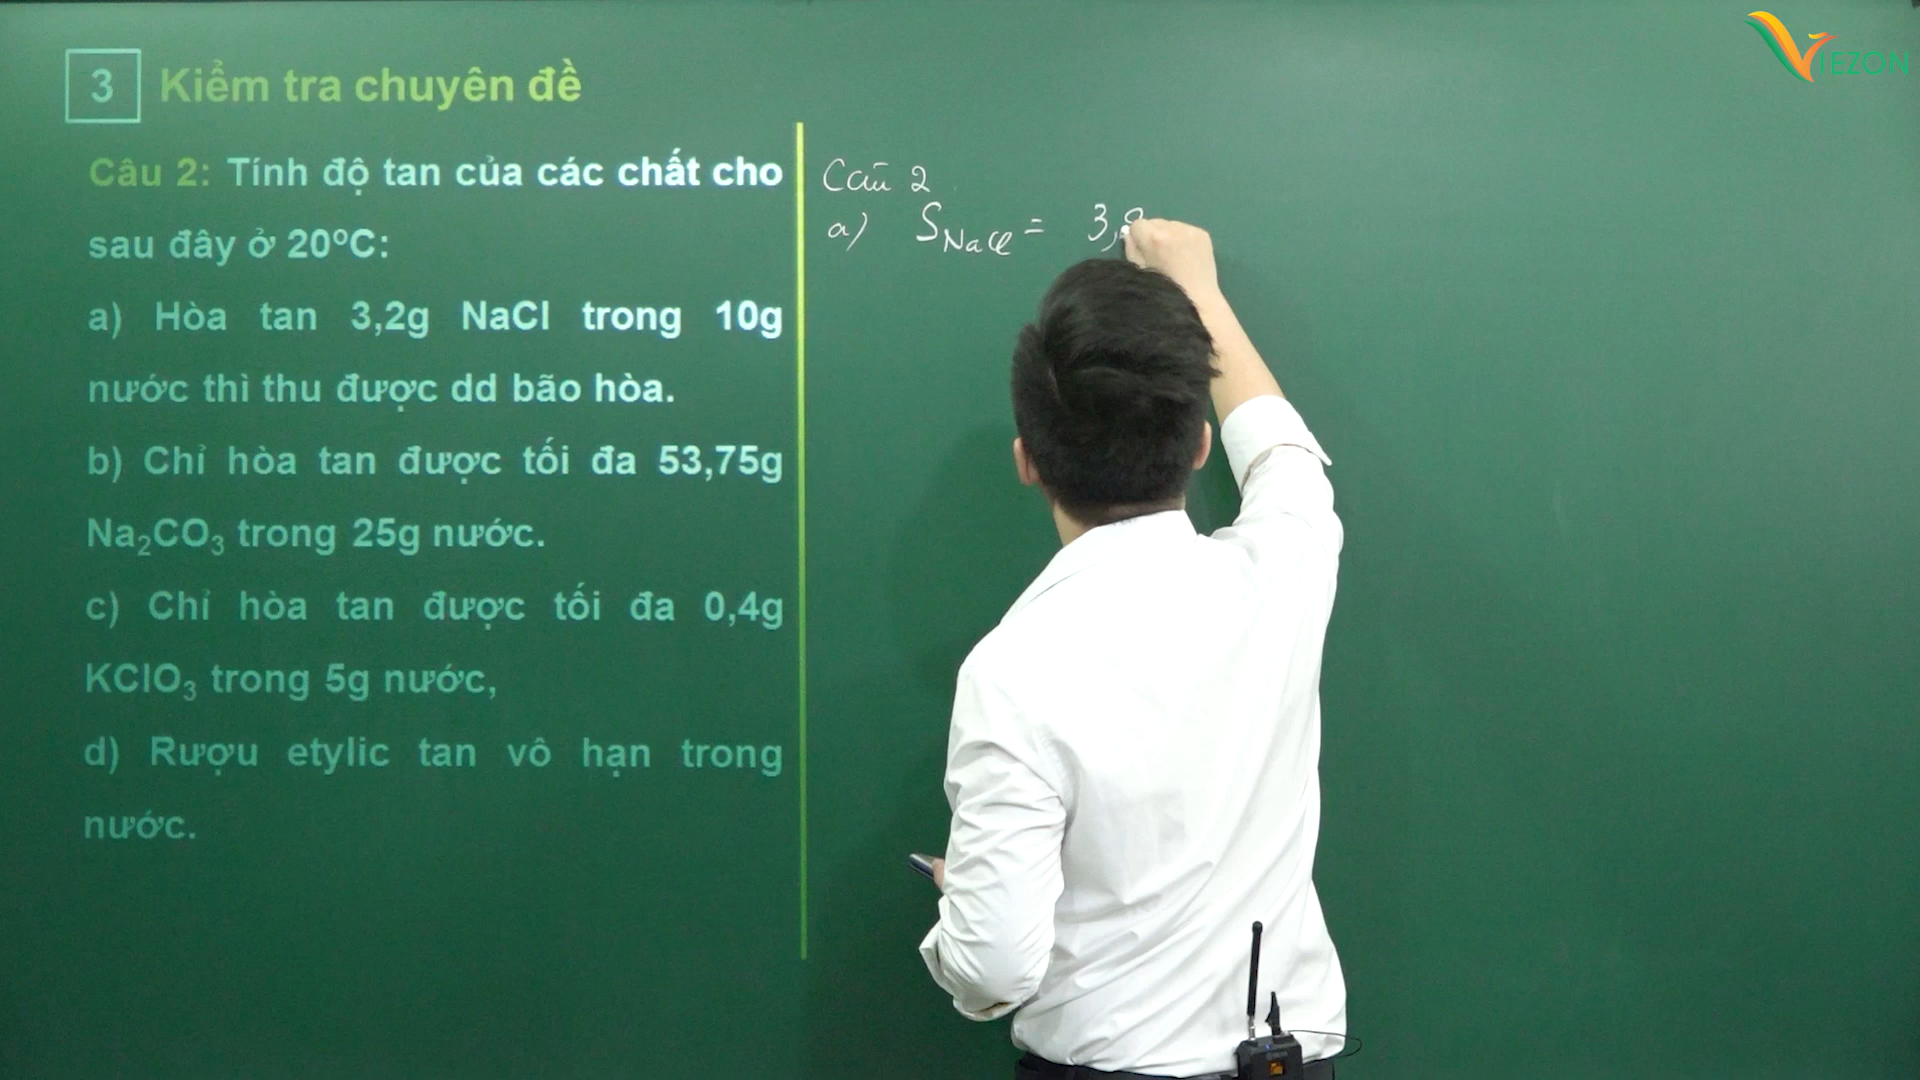 3 Kiểm tra chuyên đề
Câu 2: Tính độ tan của các chất cho
sau đây ở 20°C:
a) Hòa tan 3,2g NaCl trong 10g
nước thì thu được dd bão hòa.
b) Chỉ hòa tan được tối đa 53,75g
Na₂CO₃ trong 25g nước.
c) Chỉ hòa tan được tối đa 0,4g
KClO₃ trong 5g nước,
d) Rượu etylic tan vô hạn trong
nước.
Câu 2
a) S NaCl = 3,
VIEZON